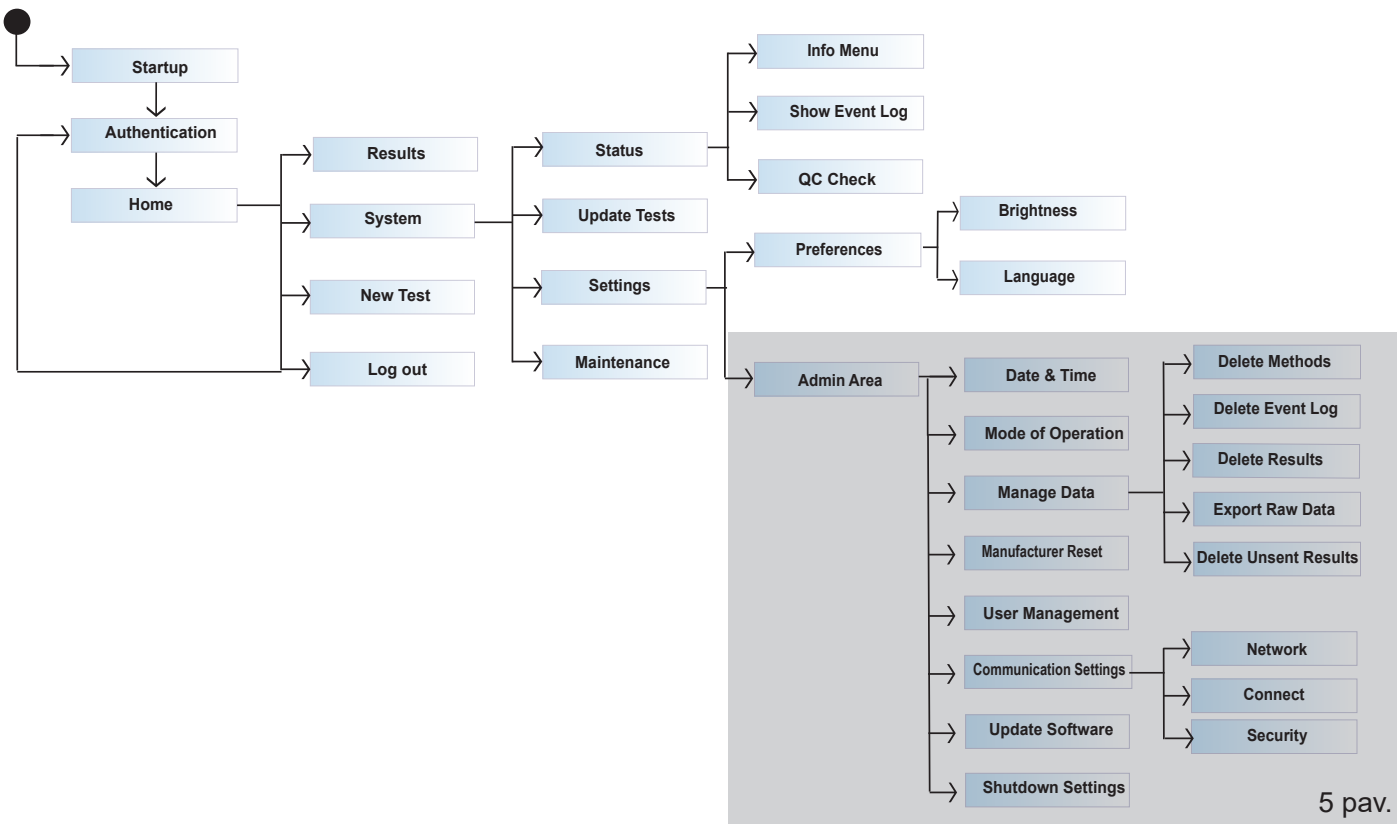 Startup
Authentication
Home
Results
System
New Test
Log out
Status
Update Tests
Settings
Maintenance
Info Menu
Show Event Log
QC Check
Preferences
Brightness
Language
Admin Area
Date & Time
Mode of Operation
Manage Data
Manufacturer Reset
User Management
Communication Settings
Update Software
Shutdown Settings
Delete Methods
Delete Event Log
Delete Results
Export Raw Data
Delete Unsent Results
Network
Connect
Security
5 pav.